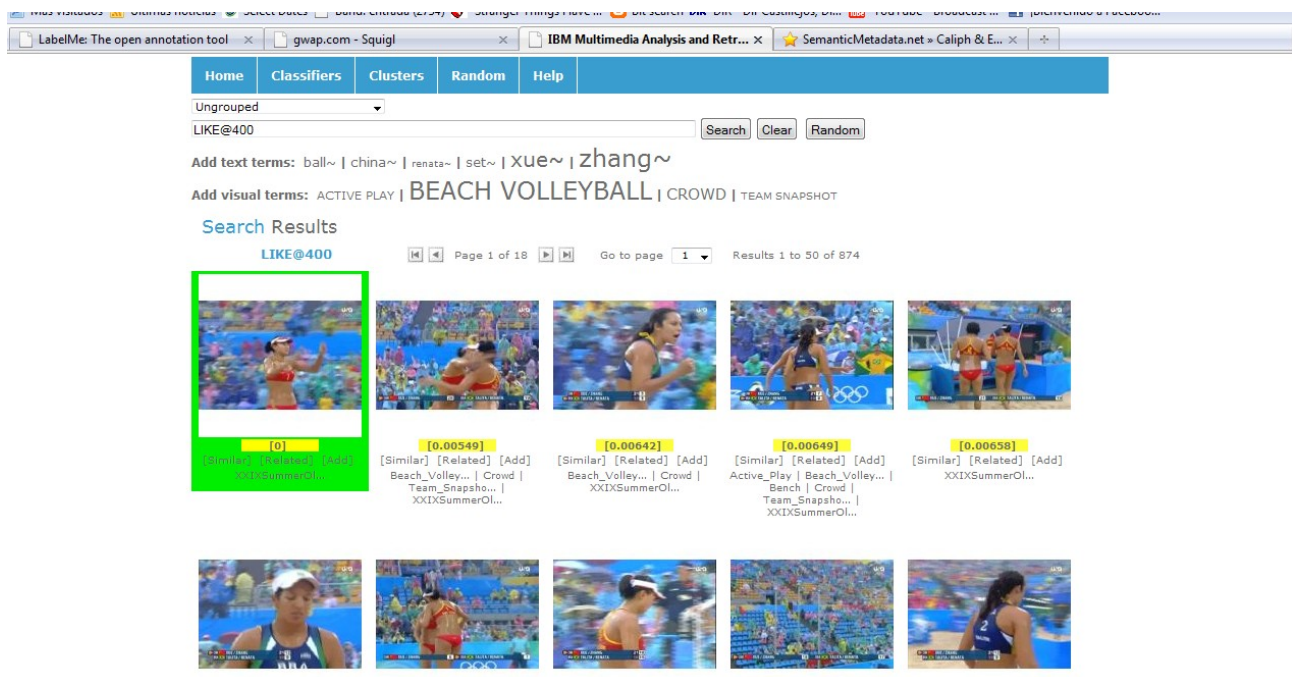 LabelMe: The open annotation tool × gwap.com - Squigl × IBM Multimedia Analysis and Retr... × SemanticMetadata.net » Caliph & E... ×
Home Classifiers Clusters Random Help
Ungrouped
LIKE@400 Search Clear Random
Add text terms: ball~ | china~ | renata~ | set~ | xue~ | zhang~
Add visual terms: ACTIVE PLAY | BEACH VOLLEYBALL | CROWD | TEAM SNAPSHOT
Search Results
LIKE@400 Page 1 of 18 Go to page 1 Results 1 to 50 of 874
[0] [0.00549] [0.00642] [0.00649] [0.00658]
[Similar] [Related] [Add] [Similar] [Related] [Add] [Similar] [Related] [Add] [Similar] [Related] [Add] [Similar] [Related] [Add]
XXIXSummerOl... Beach_Volley... | Crowd | Beach_Volley... | Crowd | Active_Play | Beach_Volley... | XXIXSummerOl...
Team_Snapsho... | XXIXSummerOl... Bench | Crowd |
XXIXSummerOl... Team_Snapsho... |
XXIXSummerOl...